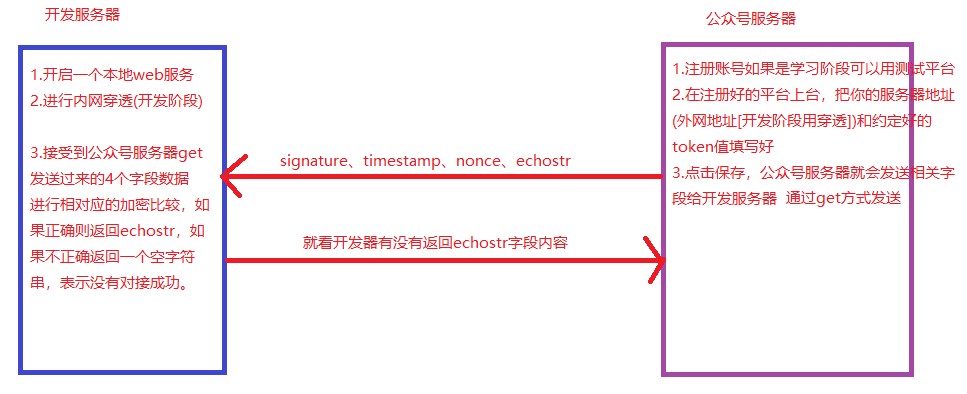 开发服务器
公众号服务器
1.开启一个本地web服务
2.进行内网穿透(开发阶段)
3.接受到公众号服务器get
发送过来的4个字段数据
进行相对应的加密比较，如
果正确则返回echostr，如
果不正确返回一个空字符
串，表示没有对接成功。
signature、timestamp、nonce、echostr
就看开发器有没有返回echostr字段内容
1.注册账号如果是学习阶段可以用测试平台
2.在注册好的平台上台，把你的服务器地址
(外网地址[开发阶段用穿透])和约定好的
token值填写好
3.点击保存，公众号服务器就会发送相关字
段给开发服务器 通过get方式发送